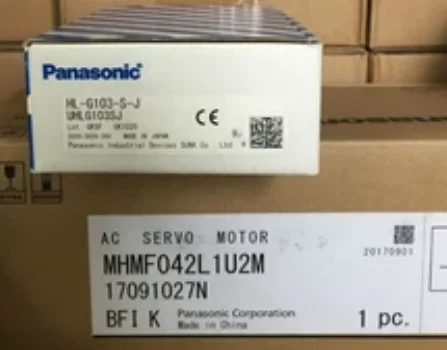 Panasonic
HL-G103-S-J
UHLG103SJ
CE
MADE IN JAPAN
Panasonic Industrial Devices SUNX Co., Ltd.
AC SERVO MOTOR
MHMF042L1U2M
20170901
17091027N
BFI K
Panasonic Corporation
Made in China
1 pc.